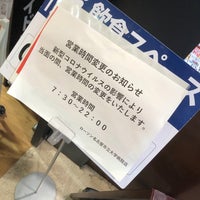 飲食スペース
営業時間変更のお知らせ
新型コロナウイルスの影響により
当面の間、営業時間の変更をいたします。
営業時間
7:30~22:00